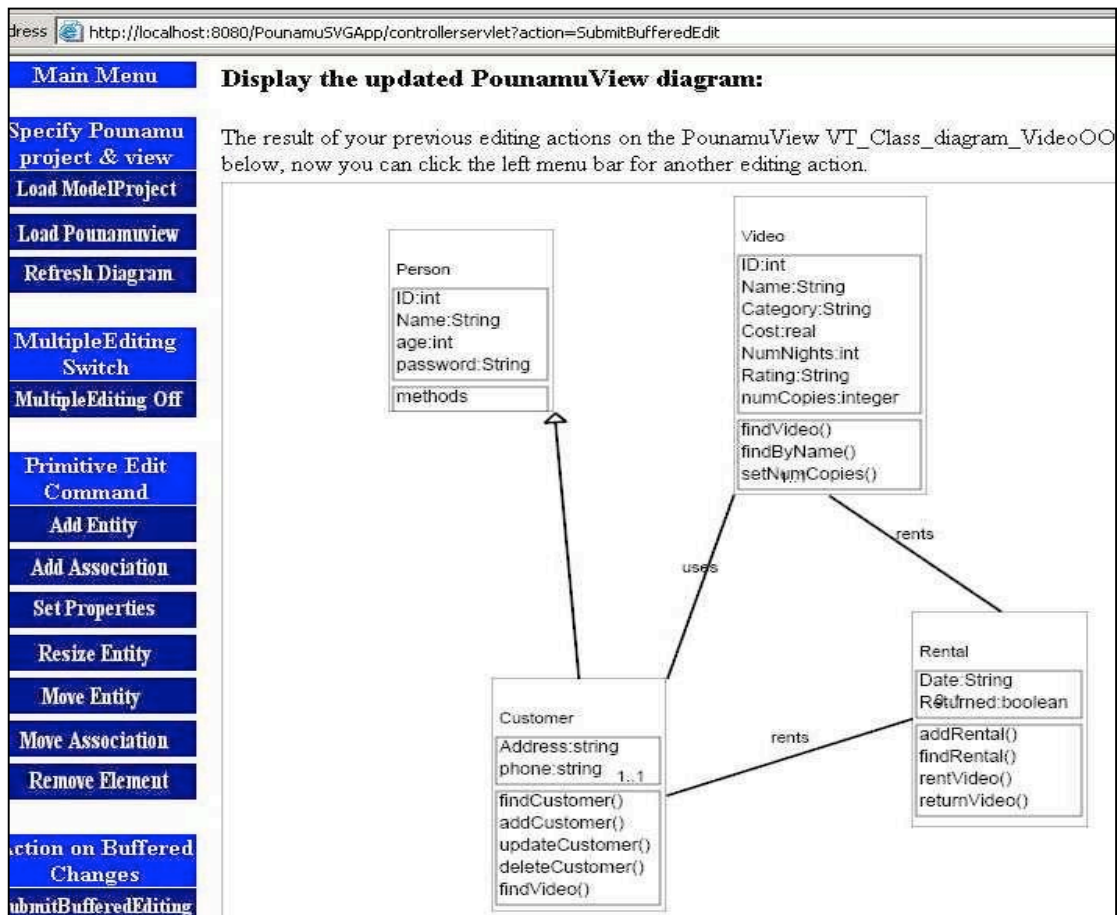 dress http://localhost:8080/PounamuSVGApp/controllerservlet?action=SubmitBufferedEdit
Main Menu
Specify Pounamu
project & view
Load ModelProject
Load Pounamuview
Refresh Diagram
MultipleEditing
Switch
MultipleEditing Off
Primitive Edit
Command
Add Entity
Add Association
Set Properties
Resize Entity
Move Entity
Move Association
Remove Element
ction on Buffered
Changes
ubmitBufferedEditing
Display the updated PounamuView diagram:
The result of your previous editing actions on the PounamuView VT_Class_diagram_VideoOO
below, now you can click the left menu bar for another editing action.
Person
ID:int
Name:String
age:int
password:String
methods
Video
ID:int
Name:String
Category:String
Cost:real
NumNights:int
Rating:String
numCopies:integer
findVideo()
findByName()
setNumCopies()
uses
rents
Rental
Date:String
Returned:boolean
addRental()
findRental()
rentVideo()
returnVideo()
rents
Customer
Address:string
phone:string
1..1
findCustomer()
addCustomer()
updateCustomer()
deleteCustomer()
findVideo()